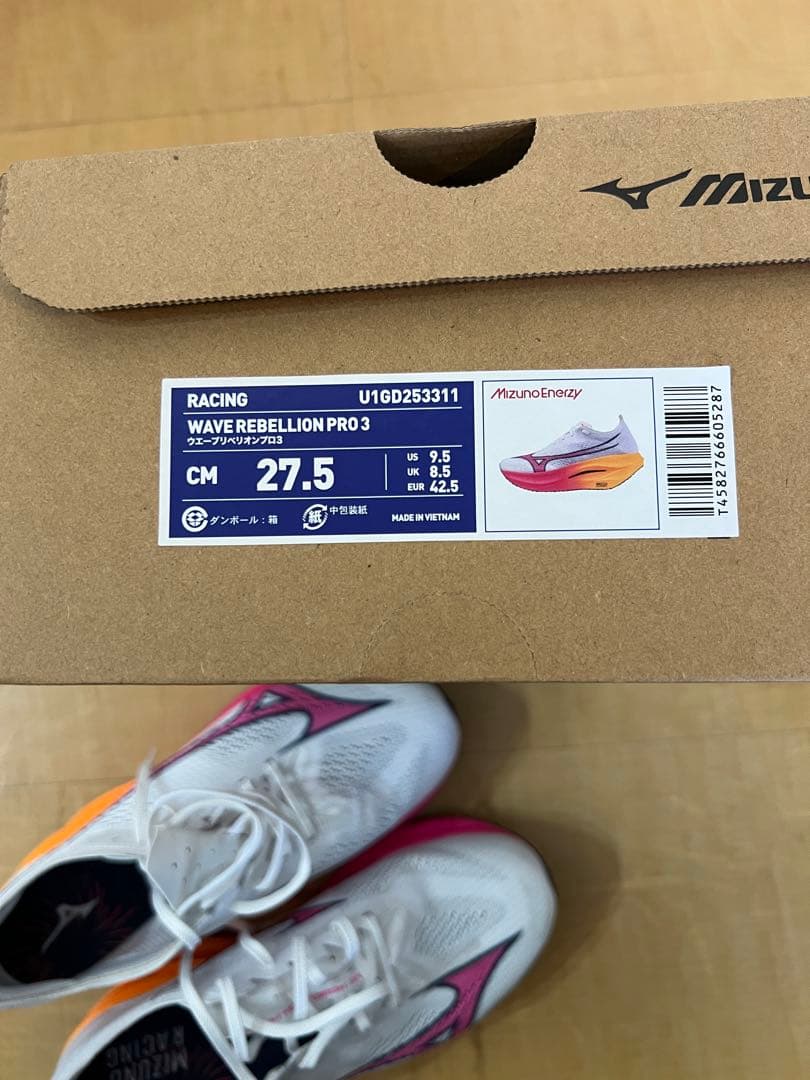 MIZU
RACING U1GD253311
WAVE REBELLION PRO 3
ウエーブリベリオンプロ3
CM 27.5
US 9.5
UK 8.5
EUR 42.5
ダンボール：箱
紙 中包装紙
MADE IN VIETNAM
MizunoEnerzy
T4582766605287
MIZUNO
RACING